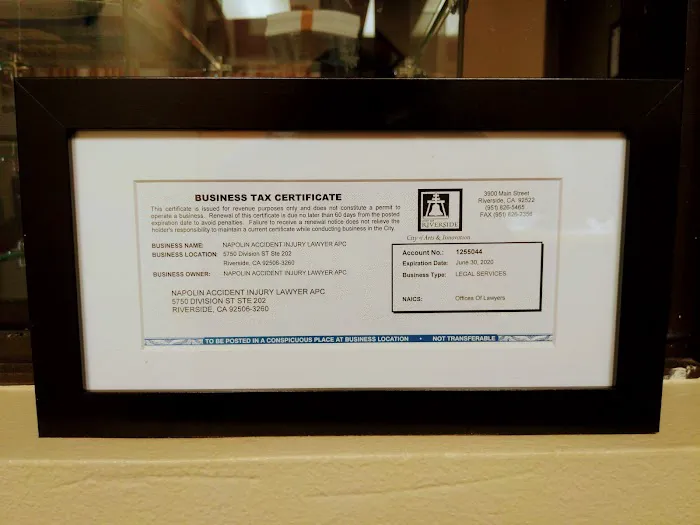 BUSINESS TAX CERTIFICATE
This certificate is issued for revenue purposes only and does not constitute a permit to
operate a business. Renewal of this certificate is due no later than 60 days from the posted
expiration date to avoid penalties. Failure to receive a renewal notice does not relieve the
holder's responsibility to maintain a current certificate while conducting business in the City.
BUSINESS NAME: NAPOLIN ACCIDENT INJURY LAWYER APC
BUSINESS LOCATION: 5750 Division ST Ste 202
Riverside, CA 92506-3260
BUSINESS OWNER: NAPOLIN ACCIDENT INJURY LAWYER APC
NAPOLIN ACCIDENT INJURY LAWYER APC
5750 DIVISION ST STE 202
RIVERSIDE, CA 92506-3260
RIVERSIDE
City of Arts & Innovation
3900 Main Street
Riverside, CA 92522
(951) 826-5465
FAX (951) 826-2356
Account No.: 1255044
Expiration Date: June 30, 2020
Business Type: LEGAL SERVICES
NAICS: Offices Of Lawyers
TO BE POSTED IN A CONSPICUOUS PLACE AT BUSINESS LOCATION • NOT TRANSFERABLE